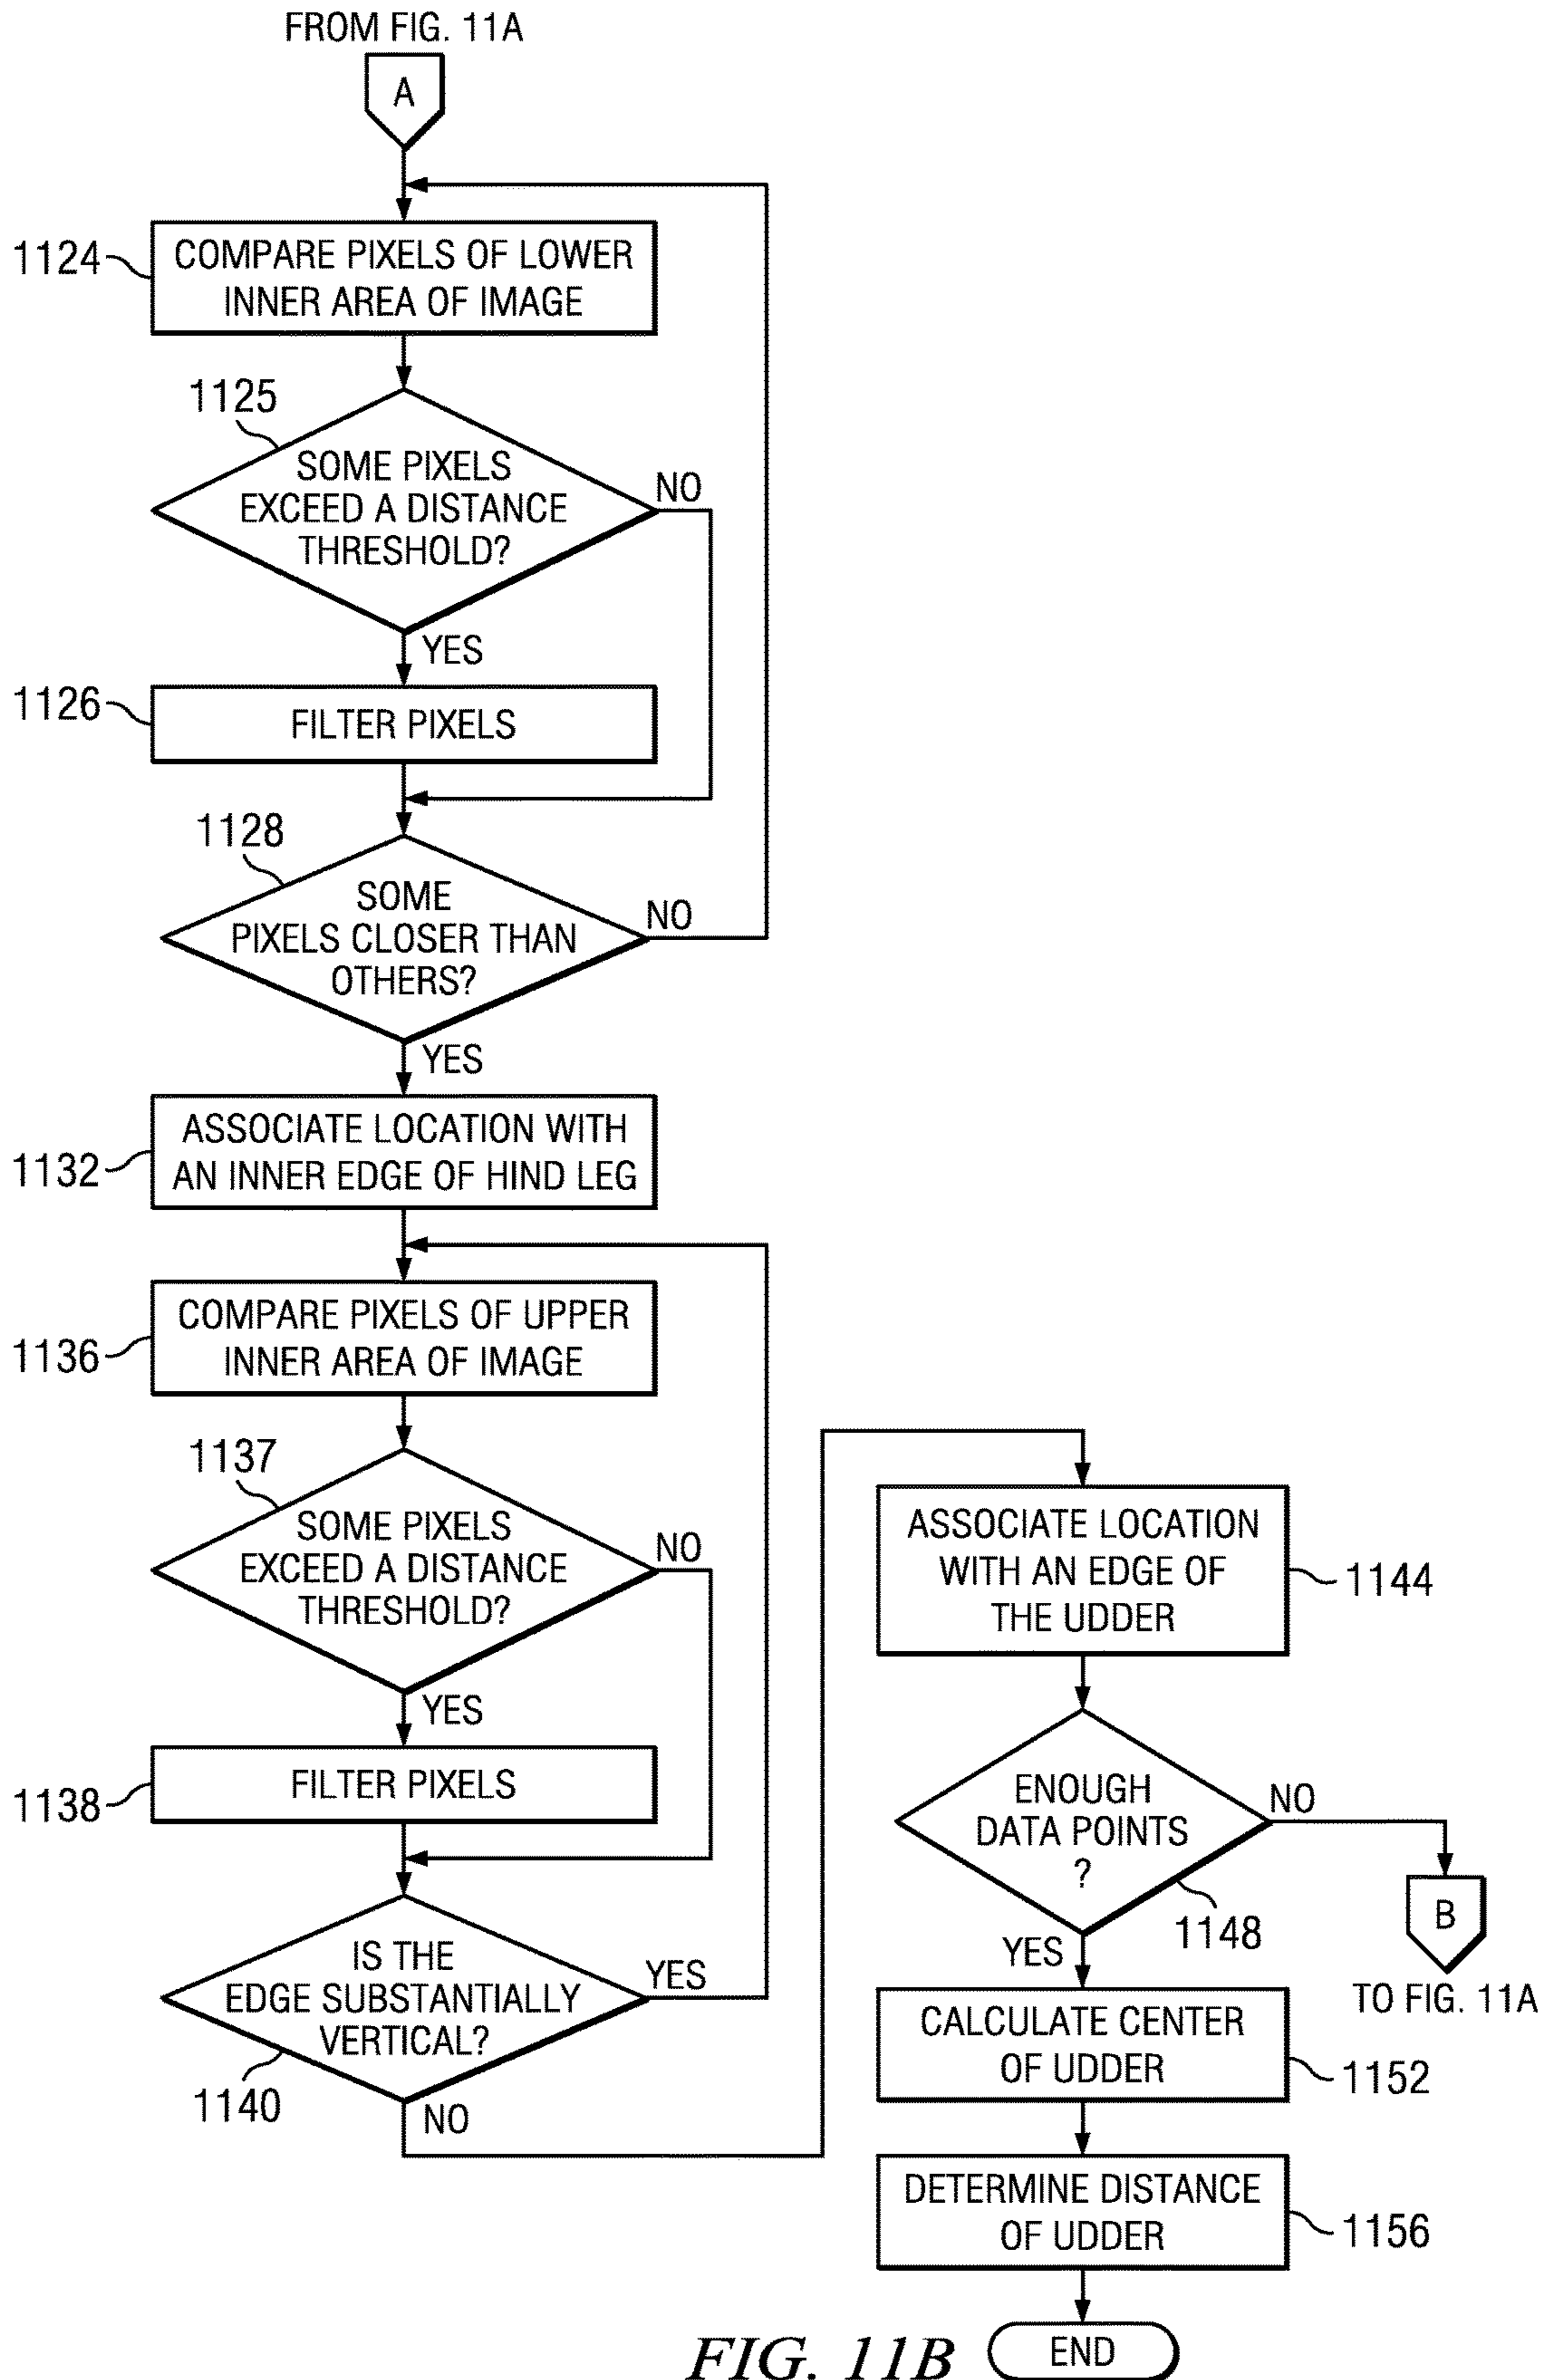 FROM FIG. 11A
A
1124
COMPARE PIXELS OF LOWER
INNER AREA OF IMAGE
1125
SOME PIXELS
EXCEED A DISTANCE
THRESHOLD?
NO
YES
1126
FILTER PIXELS
1128
SOME
PIXELS CLOSER THAN
OTHERS?
NO
YES
1132
ASSOCIATE LOCATION WITH
AN INNER EDGE OF HIND LEG
1136
COMPARE PIXELS OF UPPER
INNER AREA OF IMAGE
1137
SOME PIXELS
EXCEED A DISTANCE
THRESHOLD?
NO
YES
1138
FILTER PIXELS
1140
IS THE
EDGE SUBSTANTIALLY
VERTICAL?
YES
NO
ASSOCIATE LOCATION
WITH AN EDGE OF
THE UDDER
1144
ENOUGH
DATA POINTS
?
NO
1148
B
TO FIG. 11A
YES
CALCULATE CENTER
OF UDDER
1152
DETERMINE DISTANCE
OF UDDER
1156
END
FIG. 11B